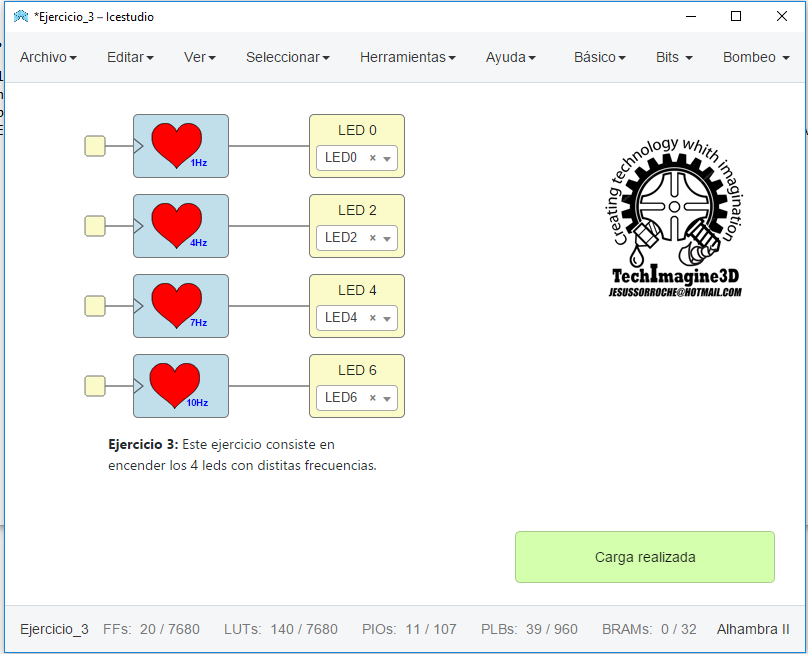 *Ejercicio_3 – Icestudio
Archivo Editar Ver Seleccionar Herramientas Ayuda Básico Bits Bombeo
1Hz
LED 0
LED0
4Hz
LED 2
LED2
7Hz
LED 4
LED4
10Hz
LED 6
LED6
Creating technology whith imagination
TechImagine3D
JESUSSORROCHE@HOTMAIL.COM
Ejercicio 3: Este ejercicio consiste en
encender los 4 leds con distitas frecuencias.
Carga realizada
Ejercicio_3 FFs: 20 / 7680 LUTs: 140 / 7680 PIOs: 11 / 107 PLBs: 39 / 960 BRAMs: 0 / 32 Alhambra II